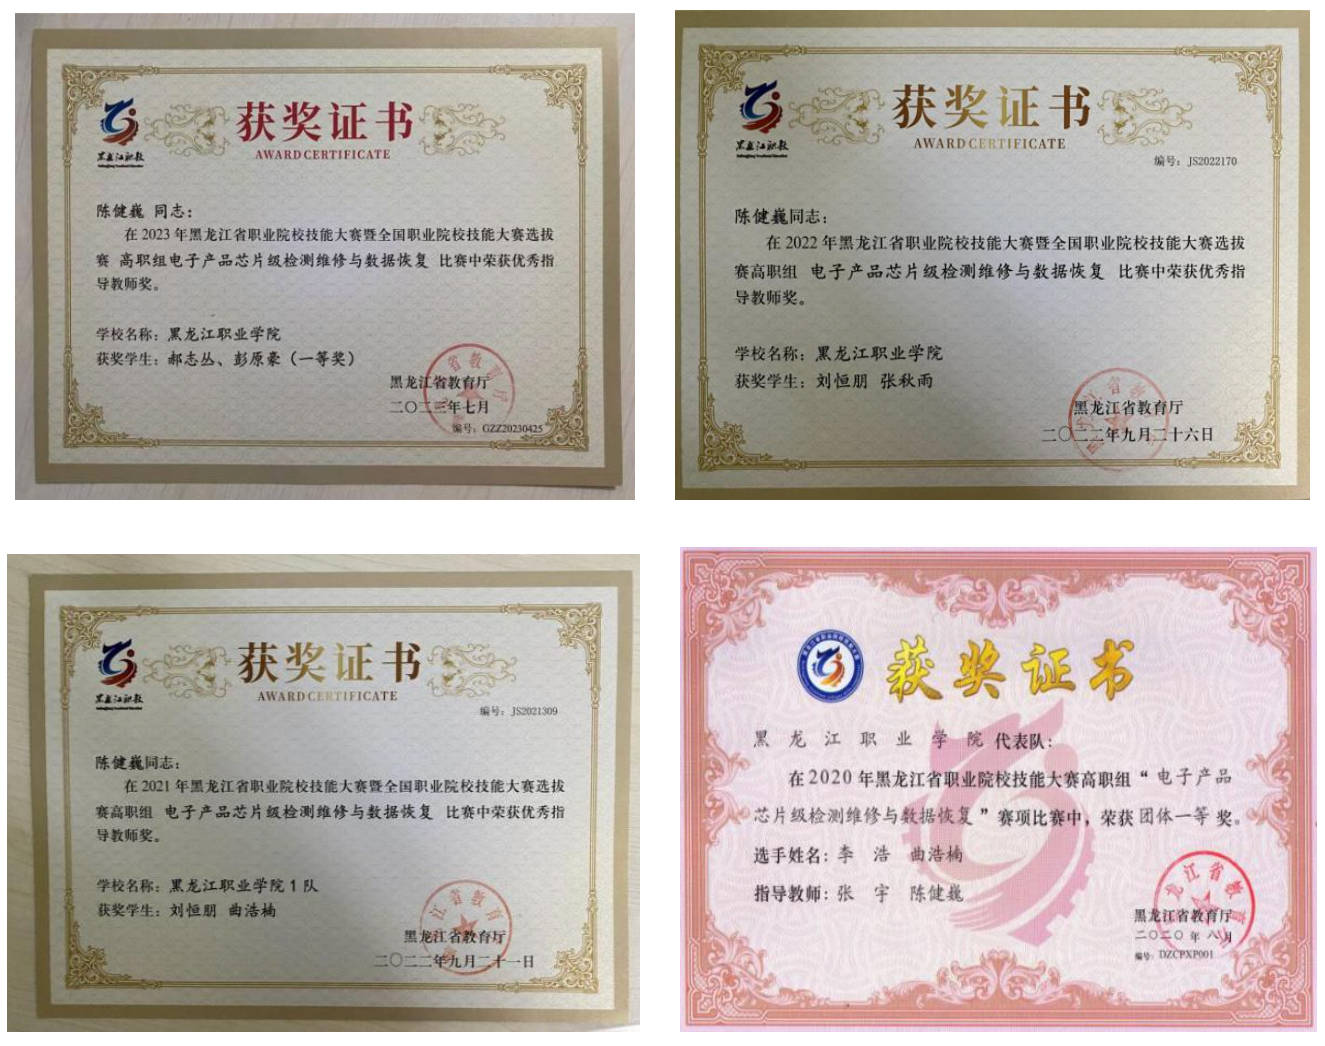 黑龙江职教
获奖证书
AWARD CERTIFICATE
陈健巍 同志：
在 2023 年黑龙江省职业院校技能大赛暨全国职业院校技能大赛选拔
赛 高职组电子产品芯片级检测维修与数据恢复 比赛中荣获优秀指
导教师奖。
学校名称：黑龙江职业学院
获奖学生：郝志丛、彭原豪（一等奖）
黑龙江省教育厅
二〇二三年七月
编号：GZZ20230425
黑龙江职教
获奖证书
AWARD CERTIFICATE
编号：JS2022170
陈健巍同志：
在 2022 年黑龙江省职业院校技能大赛暨全国职业院校技能大赛选拔
赛高职组 电子产品芯片级检测维修与数据恢复 比赛中荣获优秀指
导教师奖。
学校名称：黑龙江职业学院
获奖学生：刘恒朋 张秋雨
黑龙江省教育厅
二〇二二年九月二十六日
黑龙江职教
获奖证书
AWARD CERTIFICATE
编号：JS2021309
陈健巍同志：
在 2021 年黑龙江省职业院校技能大赛暨全国职业院校技能大赛选拔
赛高职组 电子产品芯片级检测维修与数据恢复 比赛中荣获优秀指
导教师奖。
学校名称：黑龙江职业学院1队
获奖学生：刘恒朋 曲浩楠
黑龙江省教育厅
二〇二二年九月二十一日
获奖证书
黑龙江职业学院代表队：
在2020年黑龙江省职业院校技能大赛高职组“电子产品
芯片级检测维修与数据恢复”赛项比赛中，荣获团体一等奖。
选手姓名：李 浩 曲浩楠
指导教师：张 宇 陈健巍
黑龙江省教育厅
二〇二〇年八月
编号：DZCPXP001